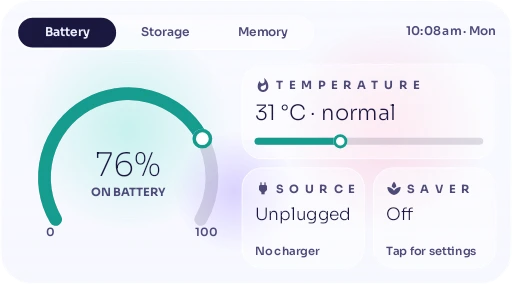 Battery
Storage
Memory
10:08am · Mon
76%
ON BATTERY
0
100
TEMPERATURE
31 °C · normal
SOURCE
Unplugged
No charger
SAVER
Off
Tap for settings